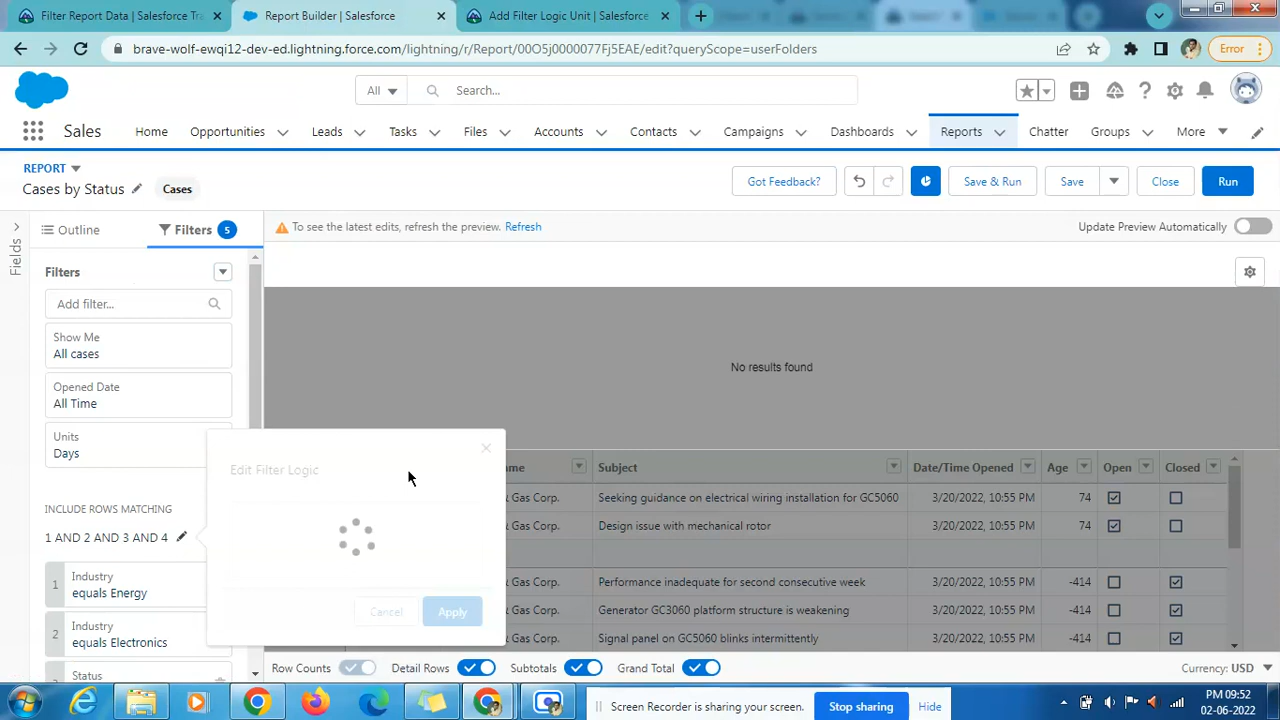 Filter Report Data | Salesforce Tra
Report Builder | Salesforce
Add Filter Logic Unit | Salesforce
brave-wolf-ewqi12-dev-ed.lightning.force.com/lightning/r/Report/00O5j0000077Fj5EAE/edit?queryScope=userFolders
Error
All
Search...
Sales
Home
Opportunities
Leads
Tasks
Files
Accounts
Contacts
Campaigns
Dashboards
Reports
Chatter
Groups
More
REPORT
Cases by Status
Cases
Got Feedback?
Save & Run
Save
Close
Run
Fields
Outline
Filters 5
To see the latest edits, refresh the preview. Refresh
Update Preview Automatically
Filters
Add filter...
Show Me
All cases
Opened Date
All Time
Units
Days
No results found
INCLUDE ROWS MATCHING
1 AND 2 AND 3 AND 4
1 Industry
equals Energy
2 Industry
equals Electronics
Status
Edit Filter Logic
Cancel
Apply
Subject
Date/Time Opened
Age
Open
Closed
& Gas Corp. Seeking guidance on electrical wiring installation for GC5060 3/20/2022, 10:55 PM 74
& Gas Corp. Design issue with mechanical rotor 3/20/2022, 10:55 PM 74
& Gas Corp. Performance inadequate for second consecutive week 3/20/2022, 10:55 PM -414
& Gas Corp. Generator GC3060 platform structure is weakening 3/20/2022, 10:55 PM -414
& Gas Corp. Signal panel on GC5060 blinks intermittently 3/20/2022, 10:55 PM -414
Row Counts
Detail Rows
Subtotals
Grand Total
Currency: USD
Screen Recorder is sharing your screen.
Stop sharing
Hide
PM 09:52
02-06-2022